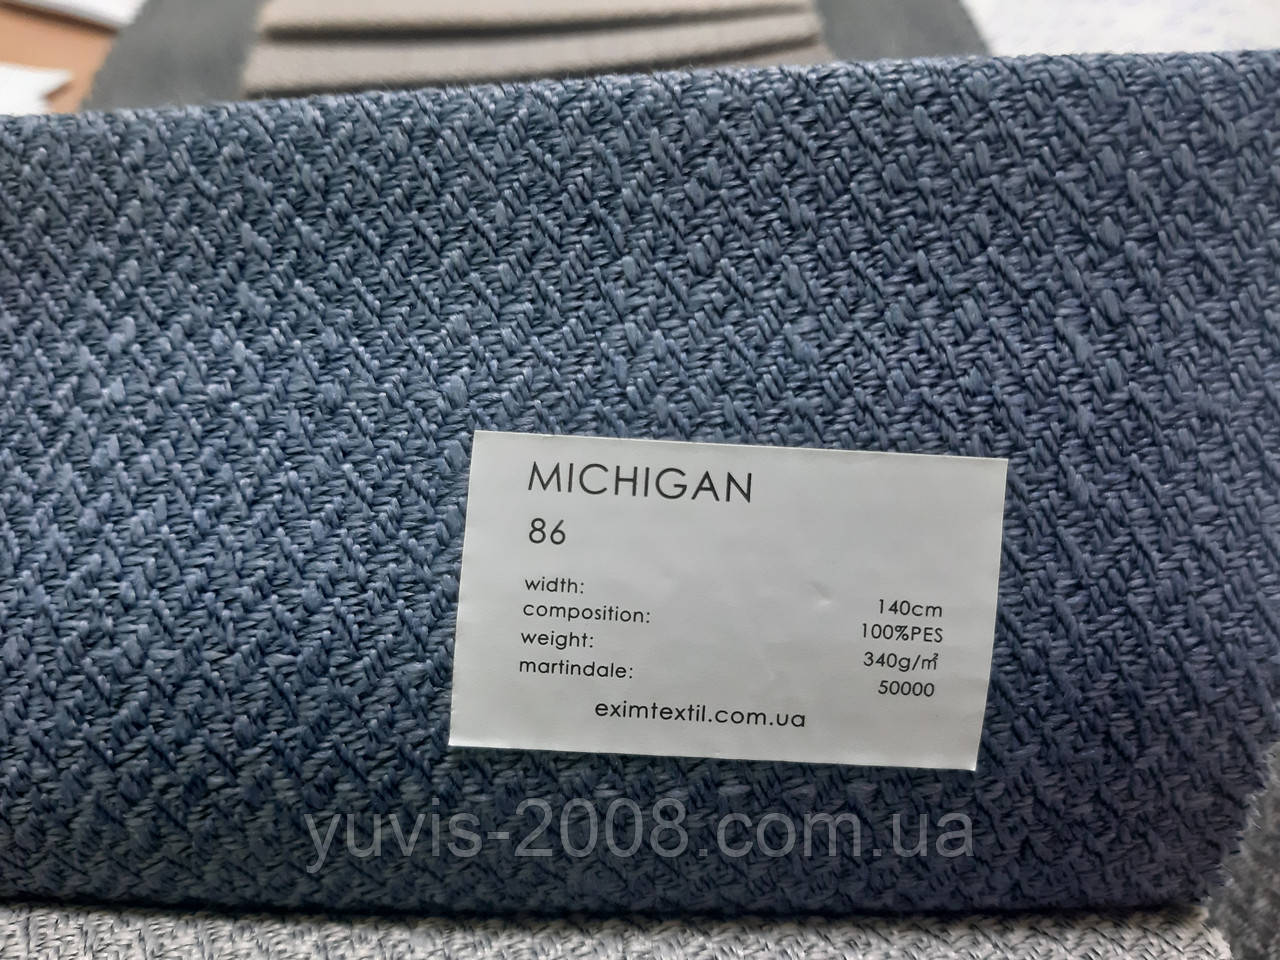 MICHIGAN
86
width: 140cm
composition: 100%PES
weight: 340g/㎡
martindale: 50000
eximtextil.com.ua
yuvis-2008.com.ua